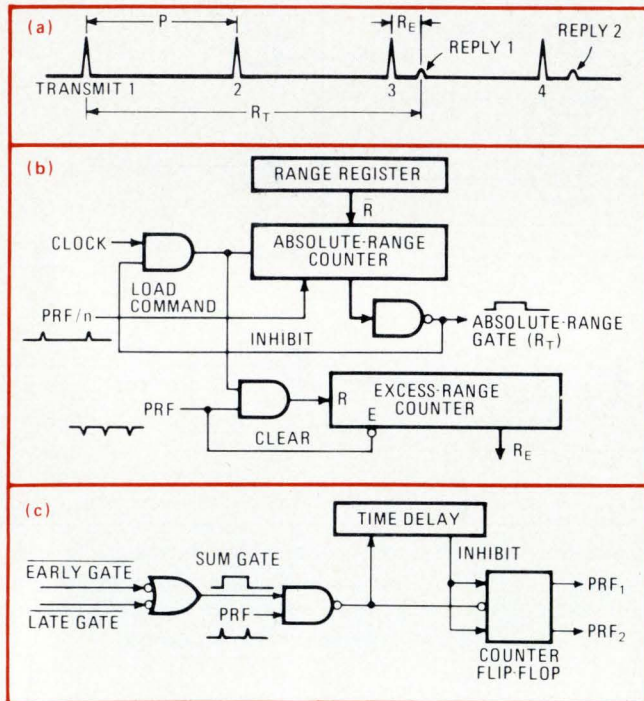 (a)
P
R_E
REPLY 1
REPLY 2
TRANSMIT 1
2
3
4
R_T
(b)
RANGE REGISTER
R̄
CLOCK
ABSOLUTE-RANGE
COUNTER
LOAD
COMMAND
PRF/n
INHIBIT
ABSOLUTE-RANGE
GATE (R_T)
PRF
R
EXCESS-RANGE
COUNTER
E
CLEAR
R_E
(c)
TIME DELAY
INHIBIT
EARLY GATE
SUM GATE
PRF
LATE GATE
PRF₁
PRF₂
COUNTER
FLIP-FLOP